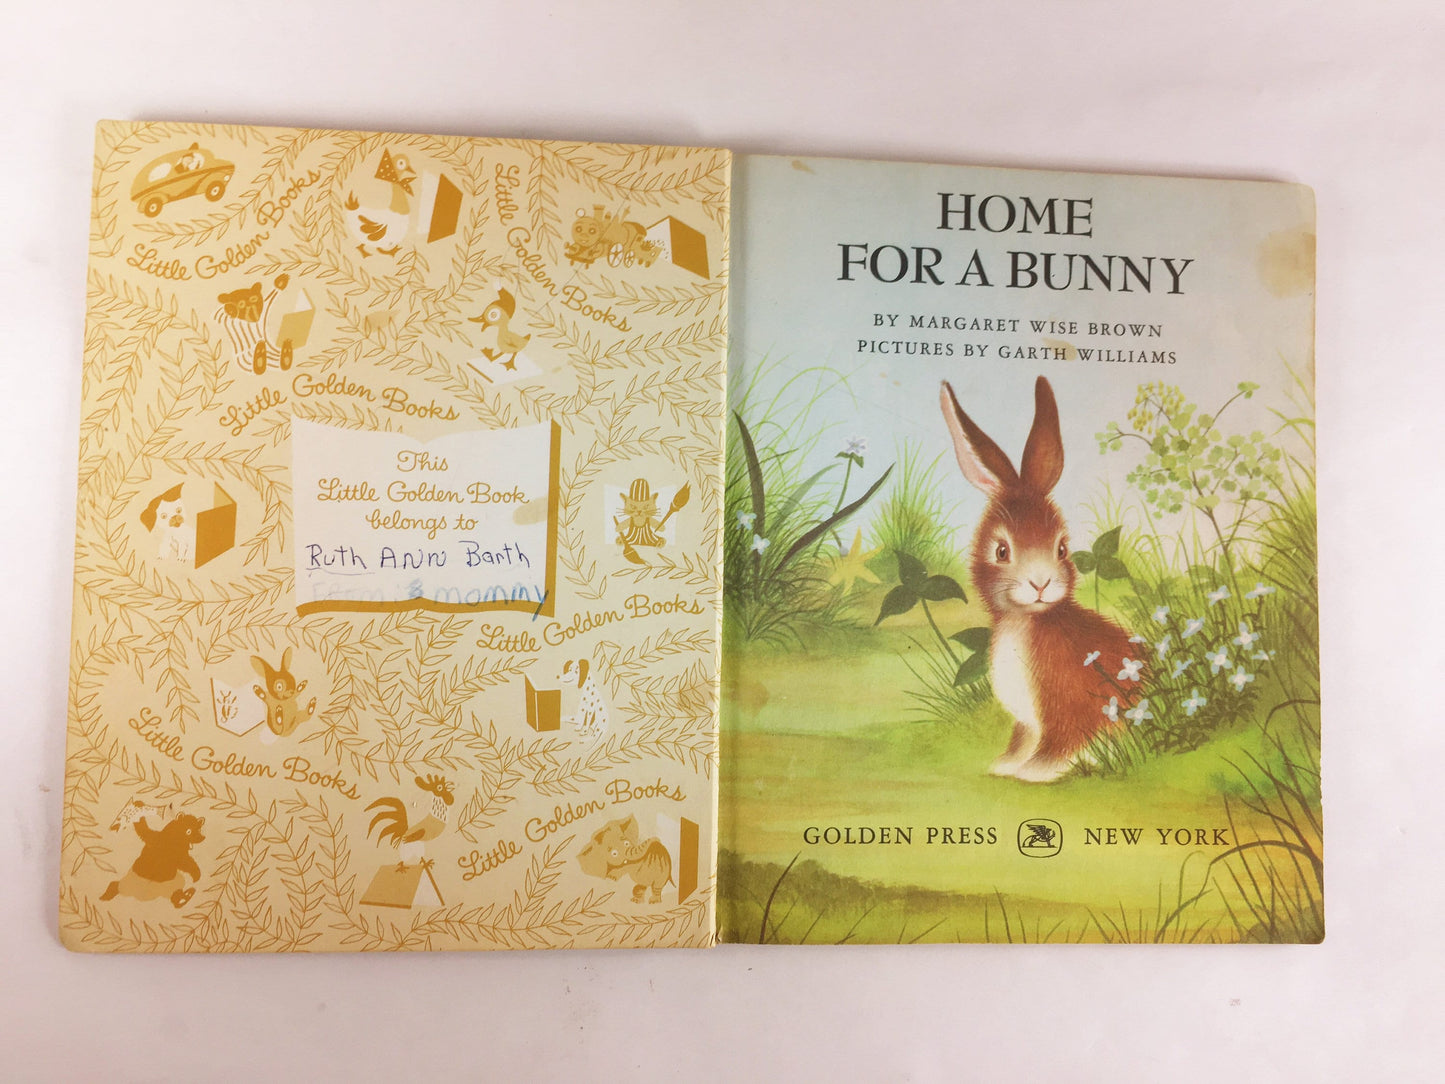 Little Golden Books
Little Golden Books
Little Golden Books
This
Little Golden Book
belongs to
Ruth Ann Barth
From: mommy
Little Golden Books
Little Golden Books
Little Golden Books
HOME
FOR A BUNNY
BY MARGARET WISE BROWN
PICTURES BY GARTH WILLIAMS
GOLDEN PRESS NEW YORK